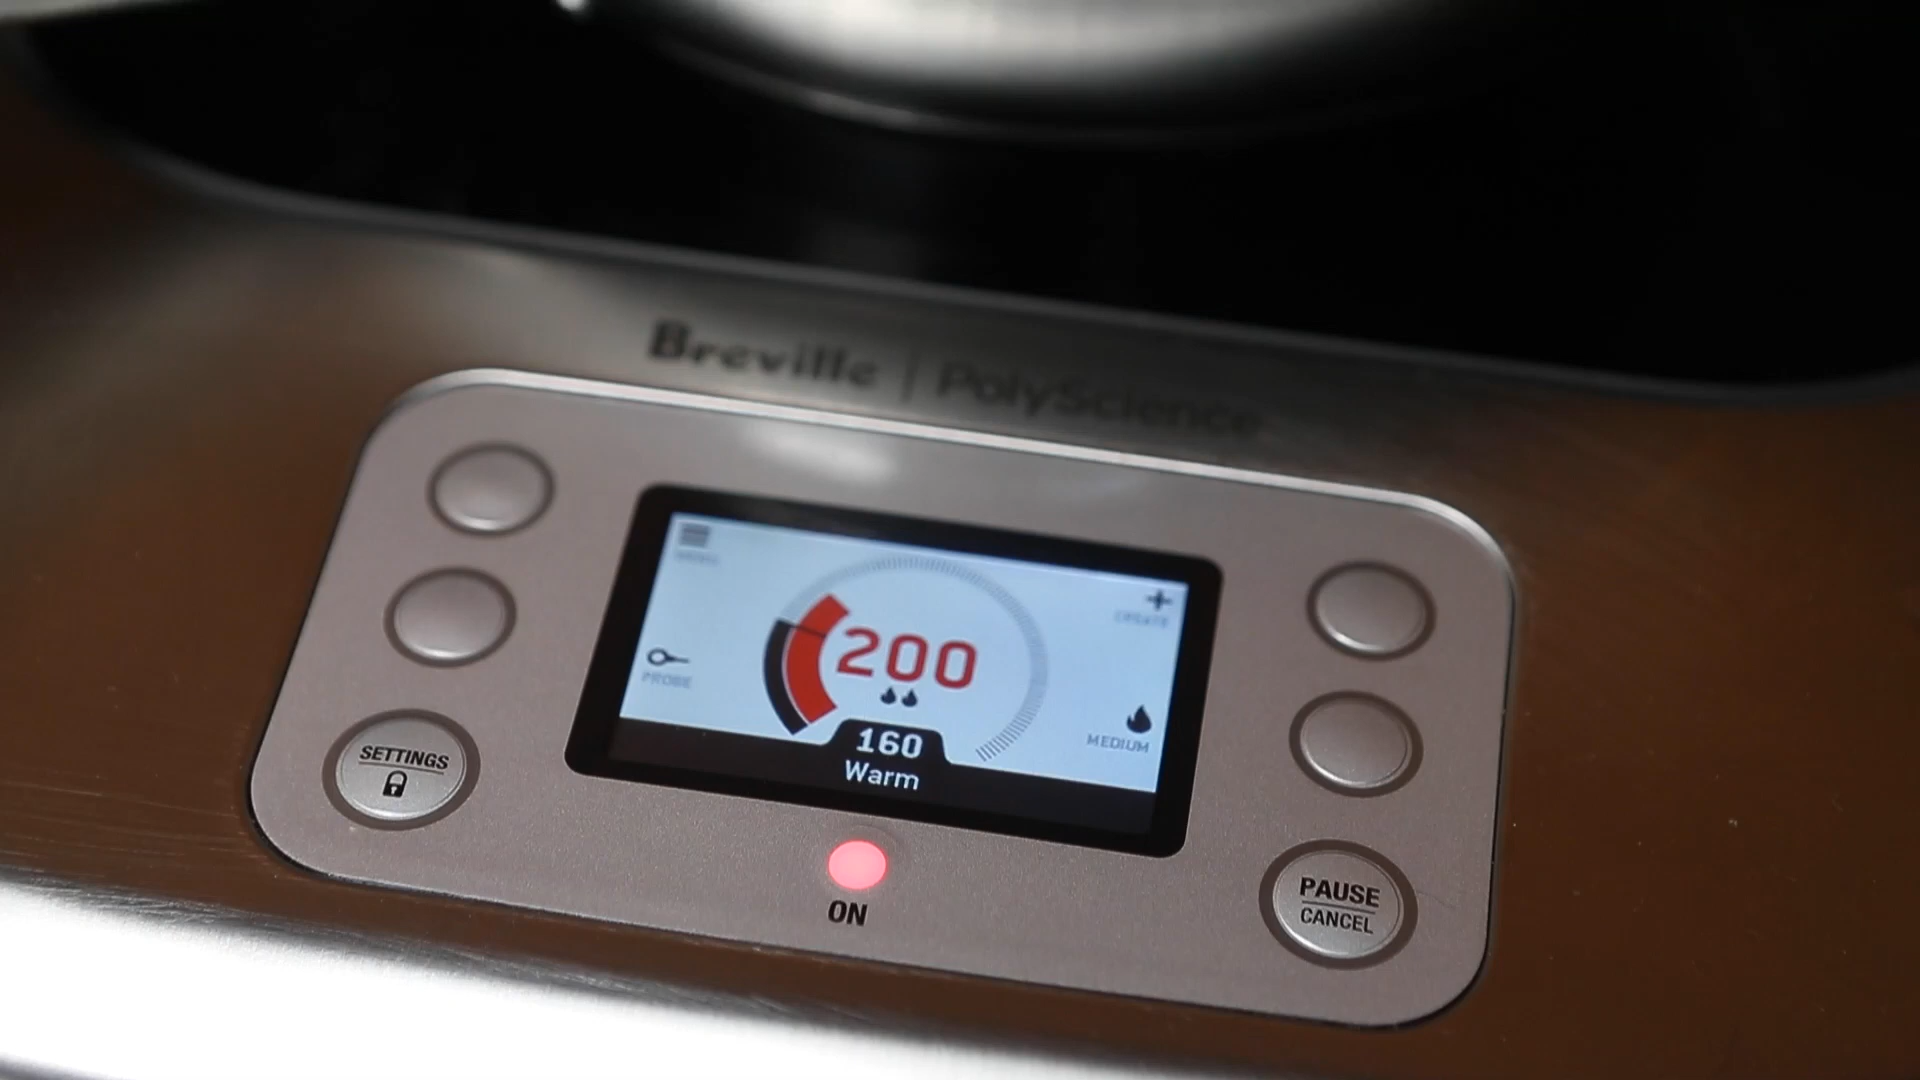 Breville | PolyScience
MENU
CREATE
200
PROBE
MEDIUM
160
Warm
SETTINGS
ON
PAUSE
CANCEL